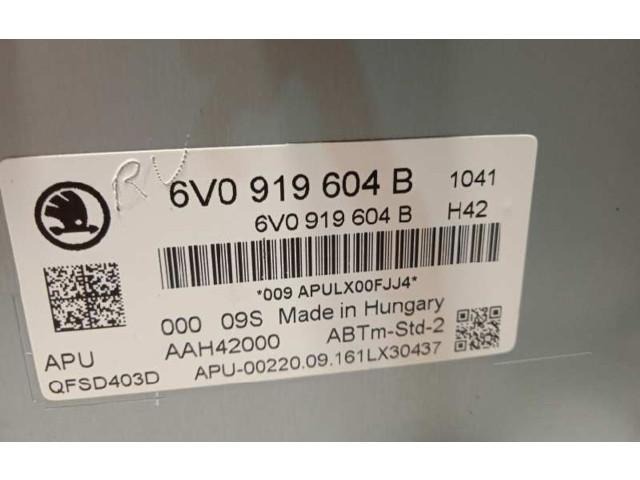 RV
6V0 919 604 B 1041
6V0 919 604 B H42
*009 APULX00FJJ4*
000 09S Made in Hungary
APU AAH42000 ABTm-Std-2
QFSD403D APU-00220.09.161LX30437